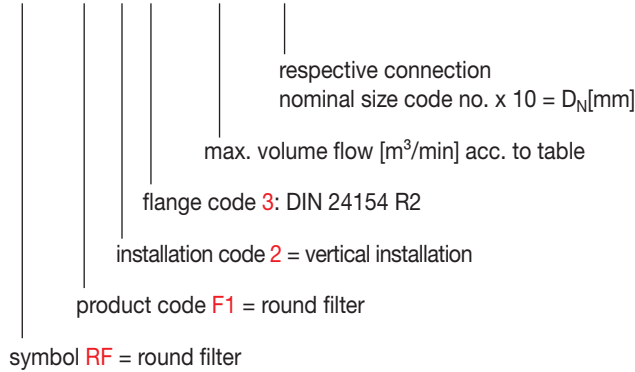 respective connection
nominal size code no. x 10 = D_N[mm]
max. volume flow [m³/min] acc. to table
flange code 3: DIN 24154 R2
installation code 2 = vertical installation
product code F1 = round filter
symbol RF = round filter